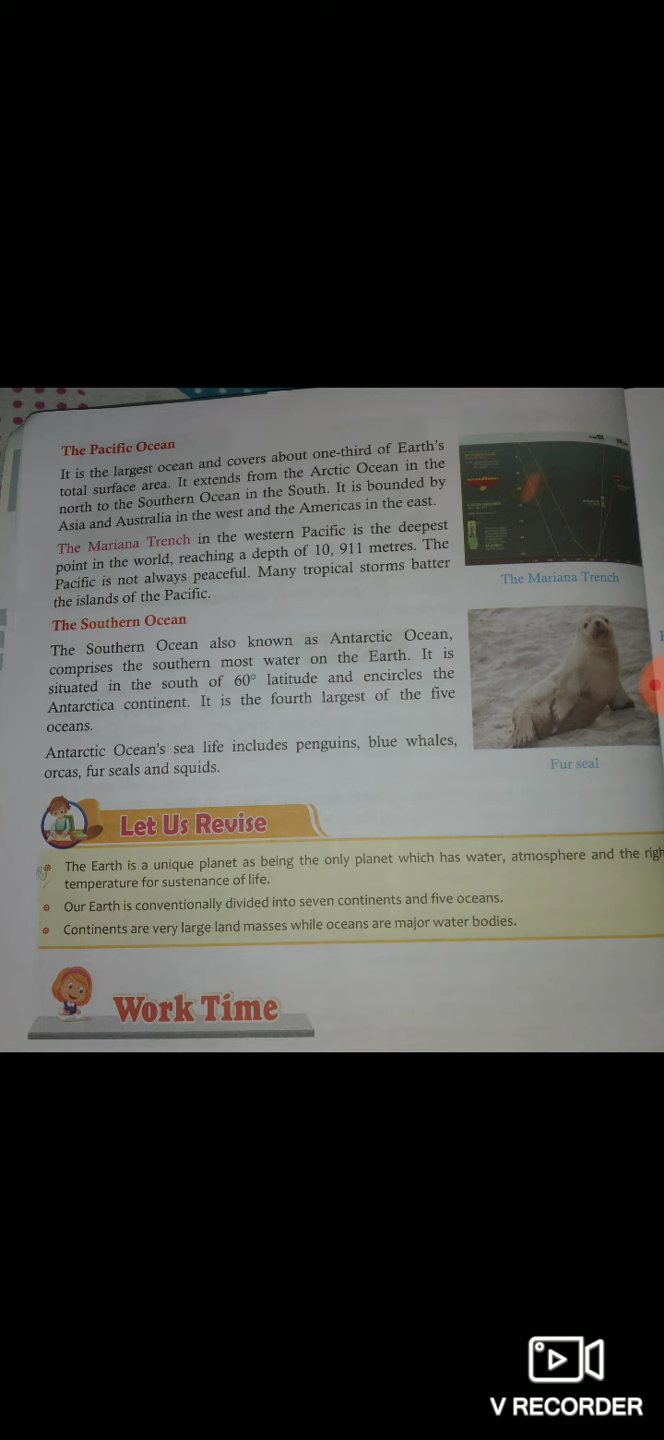 The Pacific Ocean
It is the largest ocean and covers about one-third of Earth's
total surface area. It extends from the Arctic Ocean in the
north to the Southern Ocean in the South. It is bounded by
Asia and Australia in the west and the Americas in the east.
The Mariana Trench in the western Pacific is the deepest
point in the world, reaching a depth of 10, 911 metres. The
Pacific is not always peaceful. Many tropical storms batter
the islands of the Pacific.
The Mariana Trench
The Southern Ocean
The Southern Ocean also known as Antarctic Ocean,
comprises the southern most water on the Earth. It is
situated in the south of 60° latitude and encircles the
Antarctica continent. It is the fourth largest of the five
oceans.
Antarctic Ocean's sea life includes penguins, blue whales,
orcas, fur seals and squids.
Fur seal
Let Us Revise
The Earth is a unique planet as being the only planet which has water, atmosphere and the righ
temperature for sustenance of life.
Our Earth is conventionally divided into seven continents and five oceans.
Continents are very large land masses while oceans are major water bodies.
Work Time
V RECORDER